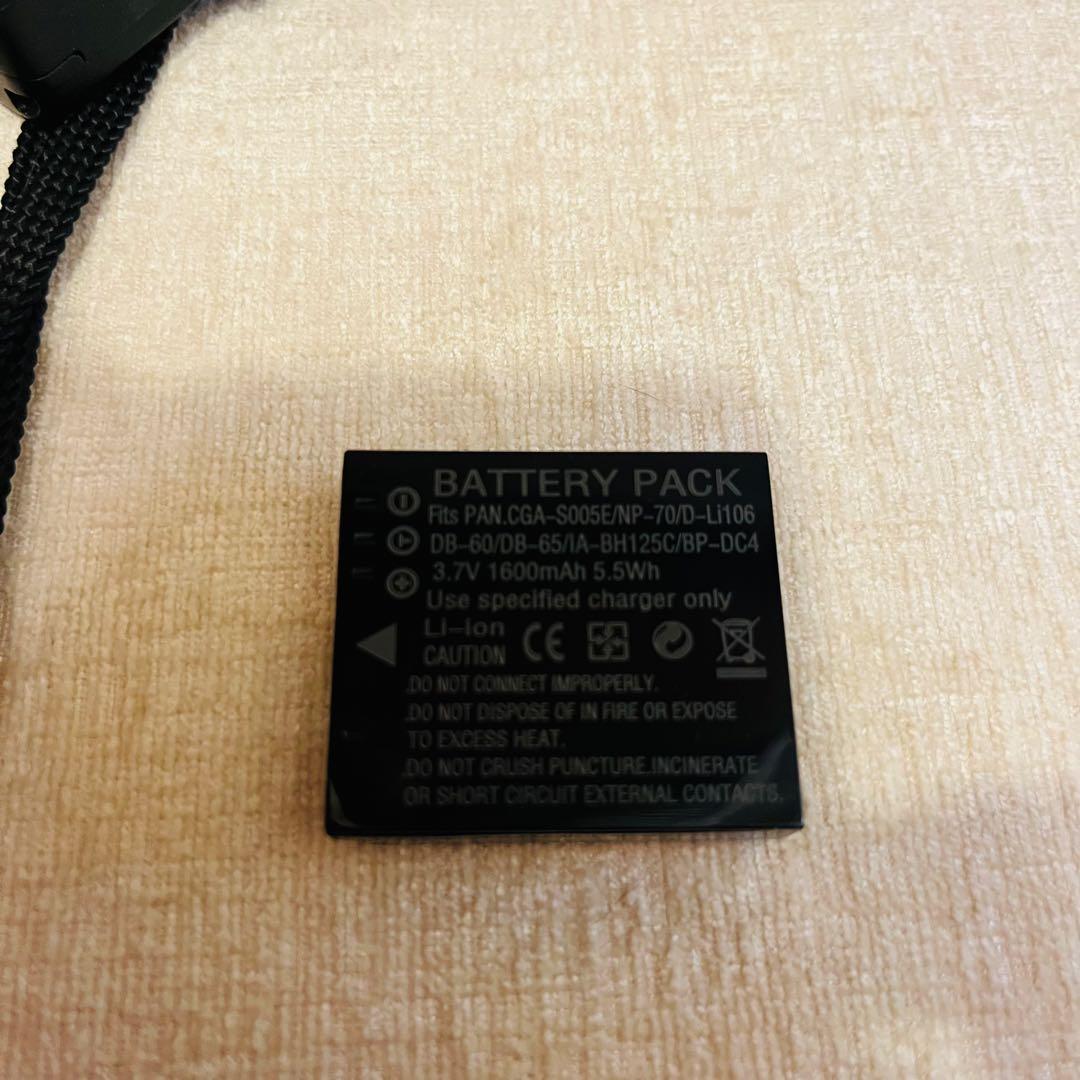 BATTERY PACK
Fits PAN.CGA-S005E/NP-70/D-Li106
DB-60/DB-65/IA-BH125C/BP-DC4
3.7V 1600mAh 5.5Wh
Use specified charger only
Li-ion
CAUTION
CE
.DO NOT CONNECT IMPROPERLY.
.DO NOT DISPOSE OF IN FIRE OR EXPOSE
TO EXCESS HEAT.
.DO NOT CRUSH PUNCTURE.INCINERATE
OR SHORT CIRCUIT EXTERNAL CONTACTS.